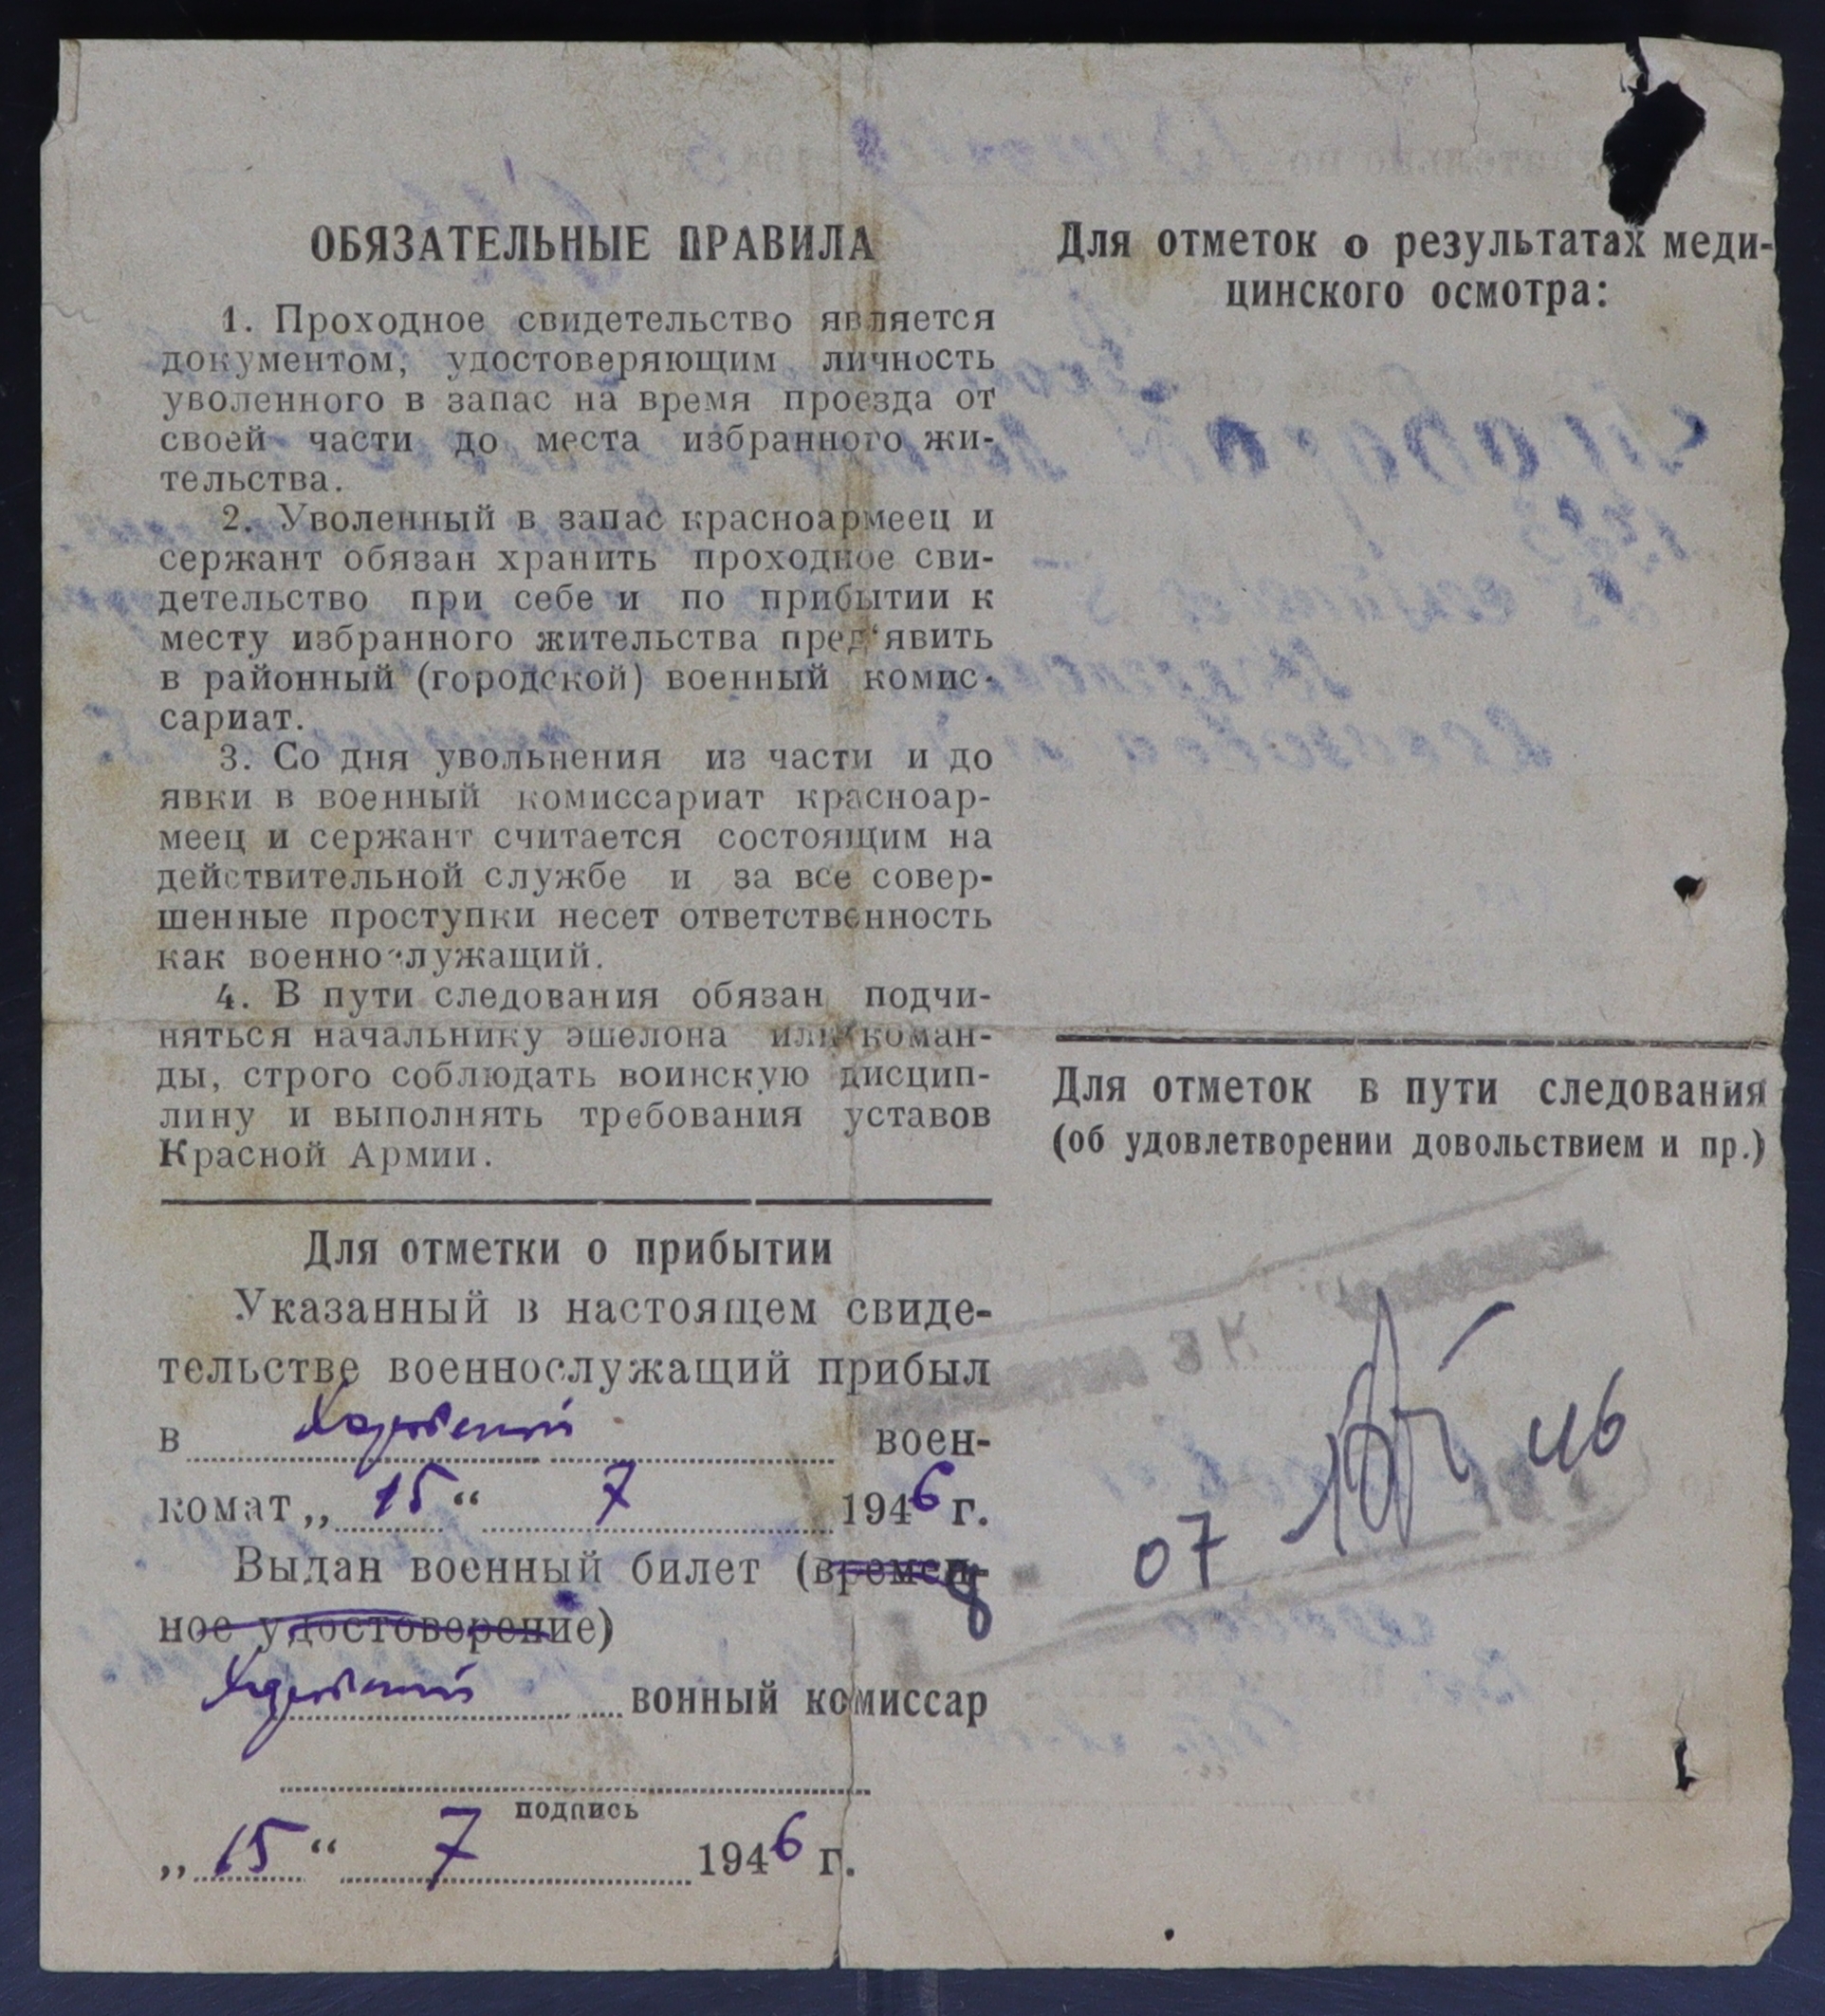 ОБЯЗАТЕЛЬНЫЕ ПРАВИЛА
1. Проходное свидетельство является
документом, удостоверяющим личность
уволенного в запас на время проезда от
своей части до места избранного жи-
тельства.
2. Уволенный в запас красноармеец и
сержант обязан хранить проходное сви-
детельство при себе и по прибытии к
месту избранного жительства пред‘явить
в районный (городской) военный комис-
сариат.
3. Со дня увольнения из части и до
явки в военный комиссариат красноар-
меец и сержант считается состоящим на
действительной службе и за все совер-
шенные проступки несет ответственность
как военнослужащий.
4. В пути следования обязан подчи-
няться начальнику эшелона или коман-
ды, строго соблюдать воинскую дисцип-
лину и выполнять требования уставов
Красной Армии.
Для отметки о прибытии
Указанный в настоящем свиде-
тельстве военнослужащий прибыл
в воен-
комат „ 15 “ 7 1946 г.
Выдан военный билет (времен-
ное удостоверение)
вонный комиссар
подпись
„ 15 “ 7 1946 г.
Для отметок о результатах меди-
цинского осмотра:
Для отметок в пути следования
(об удовлетворении довольствием и пр.)
07 46